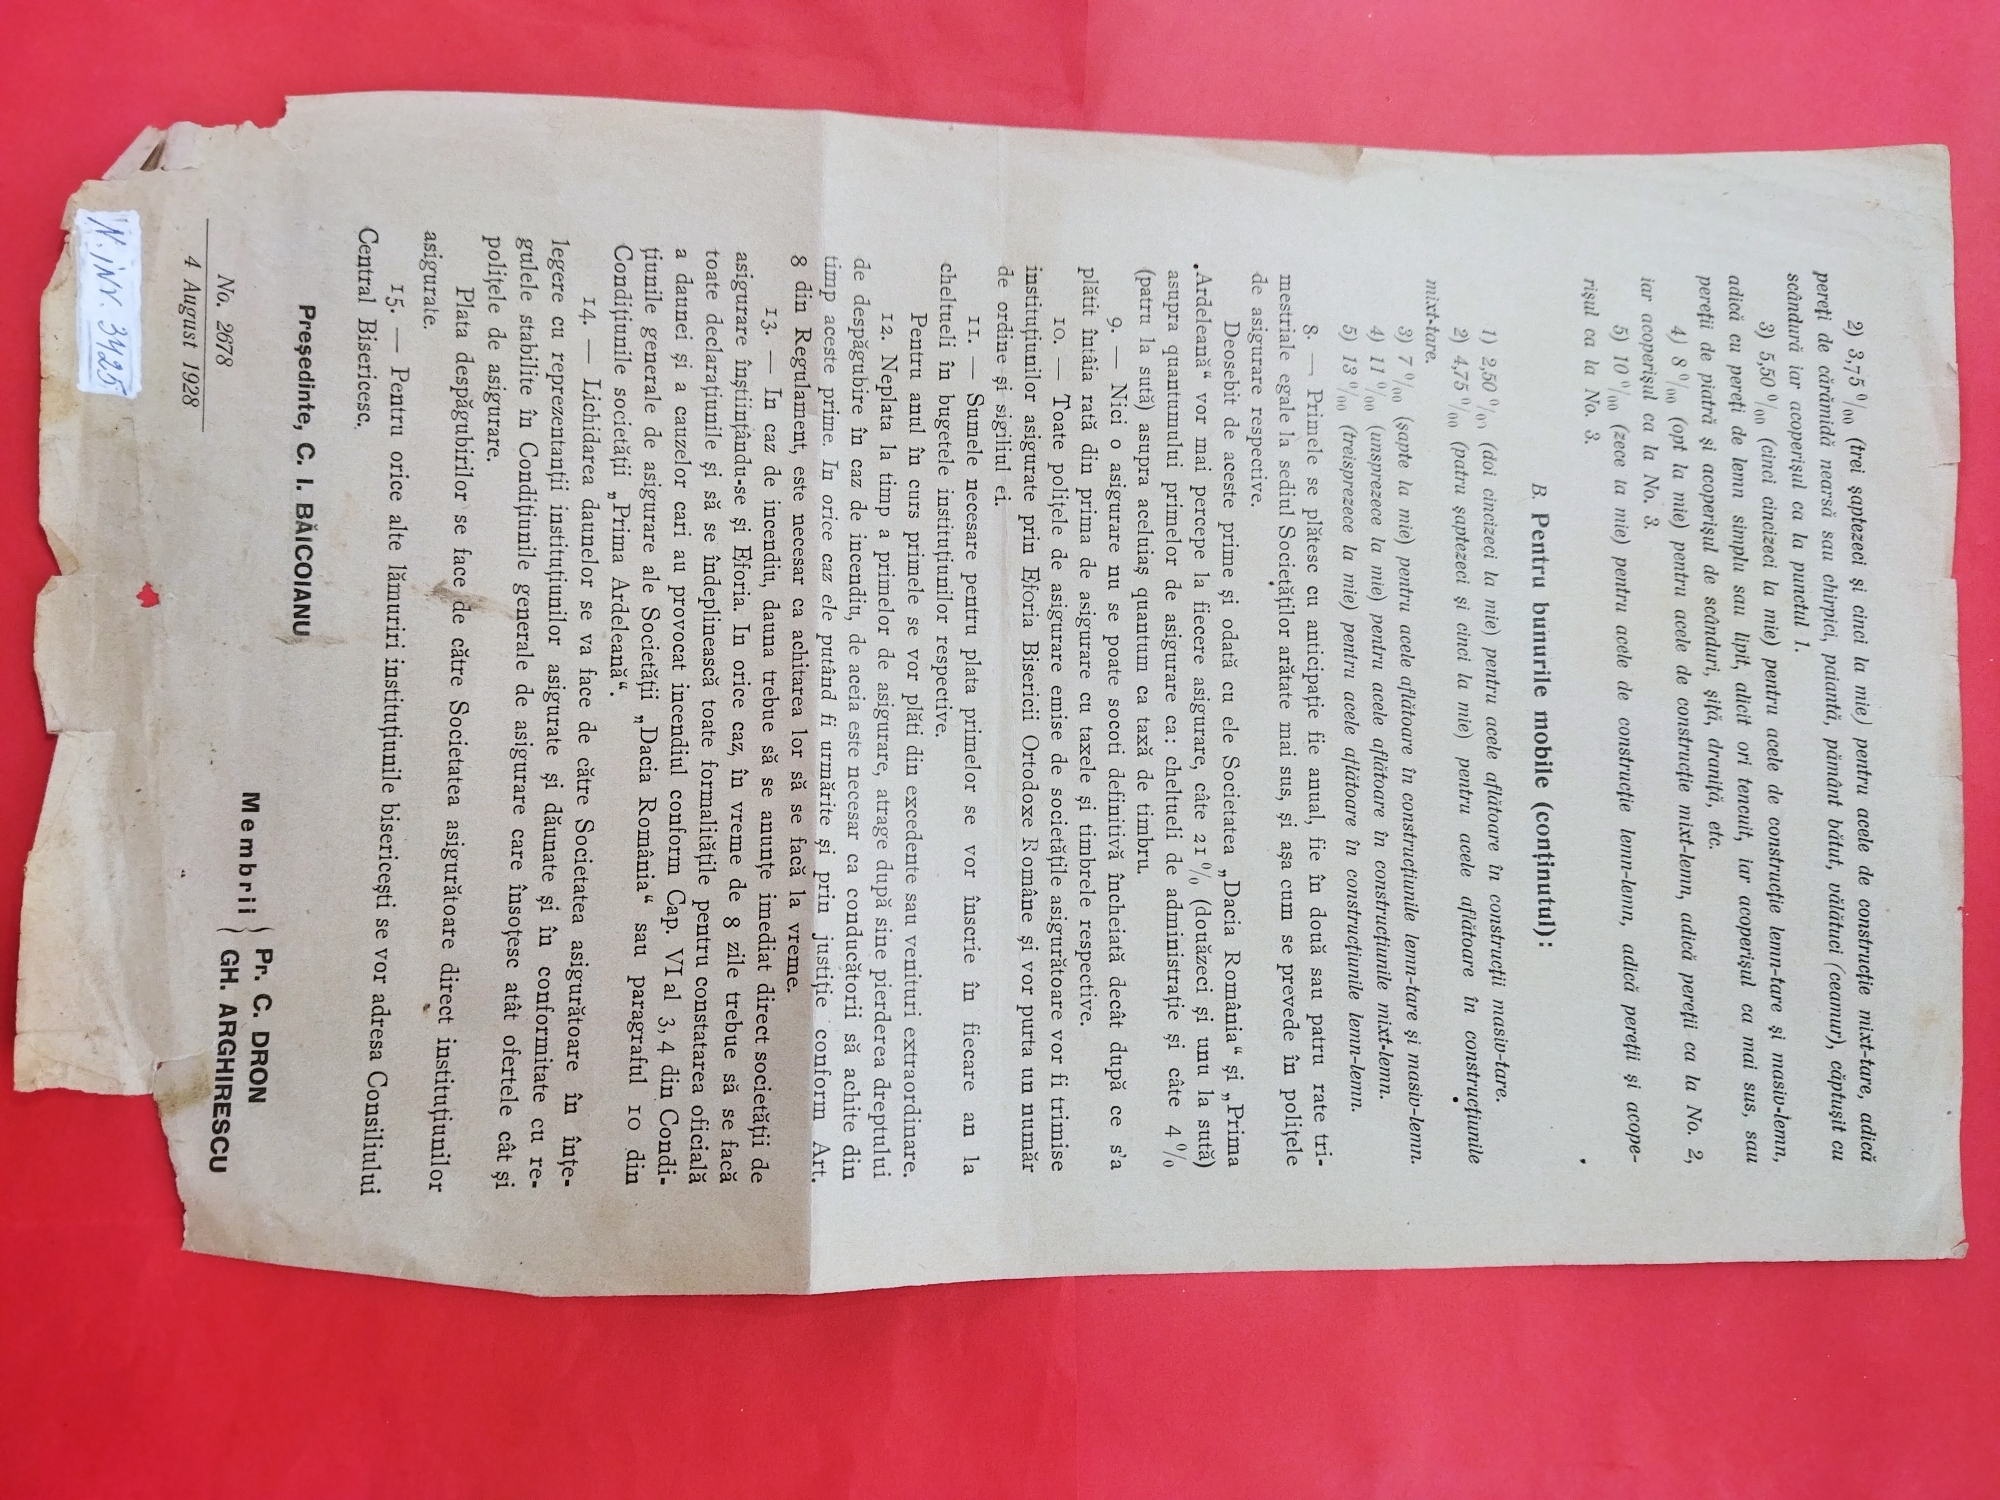 2) 3,75 ⁰/₀₀ (trei șaptezeci și cinci la mie) pentru acele de construcție mixt-tare, adică
pereți de cărămidă nearsă sau chirpici, paiantă, pământ bătut, vălătuci (ceamur), căptușit cu
scândură iar acoperișul ca la punctul 1.
3) 5,50 ⁰/₀₀ (cinci cincizeci la mie) pentru acele de construcție lemn-tare și masiv-lemn,
adică cu pereți de lemn simplu sau lipit, alicit ori tencuit, iar acoperișul ca mai sus, sau
pereții de piatră și acoperișul de scânduri, șiță, draniță, etc.
4) 8 ⁰/₀₀ (opt la mie) pentru acele de construcție mixt-lemn, adică pereții ca la No. 2,
iar acoperișul ca la No. 3.
5) 10 ⁰/₀₀ (zece la mie) pentru acele de construcție lemn-lemn, adică pereții și acope-
rișul ca la No. 3.
B. Pentru bunurile mobile (conținutul):
1) 2,50 ⁰/₀₀ (doi cincizeci la mie) pentru acele aflătoare în construcții masiv-tare.
2) 4,75 ⁰/₀₀ (patru șaptezeci și cinci la mie) pentru acele aflătoare în construcțiunile
mixt-tare.
3) 7 ⁰/₀₀ (șapte la mie) pentru acele aflătoare în construcțiunile lemn-tare și masiv-lemn.
4) 11 ⁰/₀₀ (unsprezece la mie) pentru acele aflătoare în construcțiunile mixt-lemn.
5) 13 ⁰/₀₀ (treisprezece la mie) pentru acele aflătoare în construcțiunile lemn-lemn.
8. — Primele se plătesc cu anticipație fie anual, fie în două sau patru rate tri-
mestriale egale la sediul Societăților arătate mai sus, și așa cum se prevede în polițele
de asigurare respective.
Deosebit de aceste prime și odată cu ele Societatea „Dacia România“ și „Prima
Ardeleană“ vor mai percepe la fiecere asigurare, câte 21 ⁰/₀ (douăzeci și unu la sută)
asupra quantumului primelor de asigurare ca: cheltueli de administrație și câte 4 ⁰/₀
(patru la sută) asupra aceluiaș quantum ca taxă de timbru.
9. — Nici o asigurare nu se poate socoti definitivă încheiată decât după ce s'a
plătit întâia rată din prima de asigurare cu taxele și timbrele respective.
10. — Toate polițele de asigurare emise de societățile asigurătoare vor fi trimise
instituțiunilor asigurate prin Eforia Bisericii Ortodoxe Române și vor purta un număr
de ordine și sigiliul ei.
11. — Sumele necesare pentru plata primelor se vor înscrie în fiecare an la
cheltueli în bugetele instituțiunilor respective.
Pentru anul în curs primele se vor plăti din excedente sau venituri extraordinare.
12. Neplata la timp a primelor de asigurare, atrage după sine pierderea dreptului
de despăgubire în caz de incendiu, de aceia este necesar ca conducătorii să achite din
timp aceste prime. In orice caz ele putând fi urmărite și prin justiție conform Art.
8 din Regulament, este necesar ca achitarea lor să se facă la vreme.
13. — In caz de incendiu, dauna trebue să se anunțe imediat direct societății de
asigurare înștiințându-se și Eforia. In orice caz, în vreme de 8 zile trebue să se facă
toate declarațiunile și să se îndeplinească toate formalitățile pentru constatarea oficială
a daunei și a cauzelor cari au provocat incendiul conform Cap. VI al 3, 4 din Condi-
țiunile generale de asigurare ale Societății „Dacia România“ sau paragraful 10 din
Condițiunile societății „Prima Ardeleană“.
14. — Lichidarea daunelor se va face de către Societatea asigurătoare în înțe-
legere cu reprezentanții instituțiunilor asigurate și dăunate și în conformitate cu re-
gulele stabilite în Condițiunile generale de asigurare care însoțesc atât ofertele cât și
polițele de asigurare.
Plata despăgubirilor se face de către Societatea asigurătoare direct instituțiunilor
asigurale.
15. — Pentru orice alte lămuriri instituțiunile bisericești se vor adresa Consiliului
Central Bisericesc.
Președinte, C. I. BĂICOIANU
Membrii { Pr. C. DRON
GH. ARGHIRESCU
No. 2678
4 August 1928
N. INV. 3425